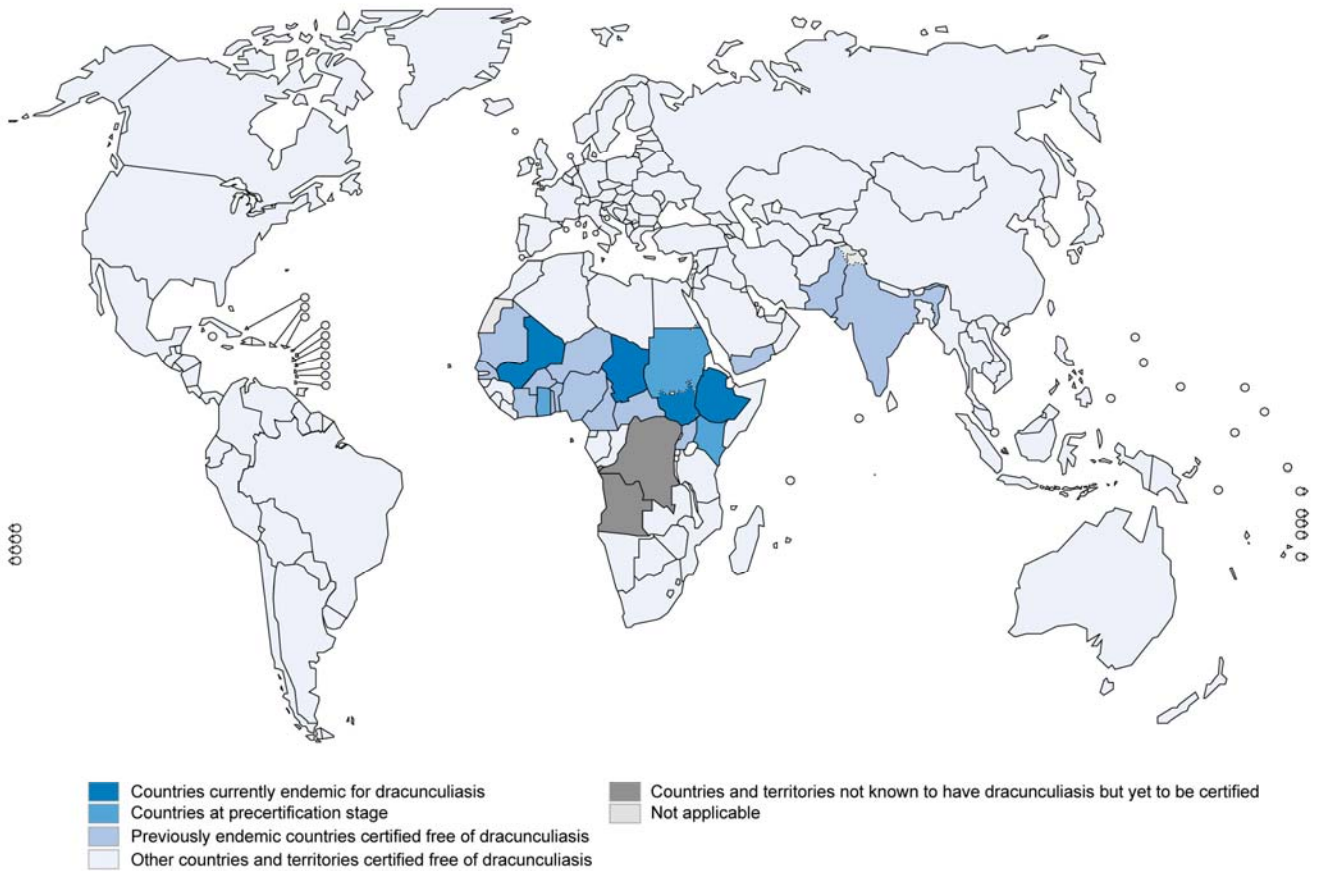 Countries currently endemic for dracunculiasis
Countries at precertification stage
Previously endemic countries certified free of dracunculiasis
Other countries and territories certified free of dracunculiasis
Countries and territories not known to have dracunculiasis but yet to be certified
Not applicable